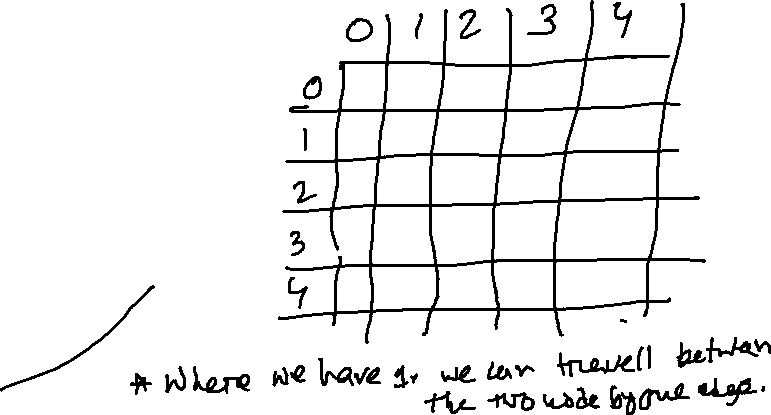 0 1 2 3 4
0
1
2
3
4
* Where we have 1, we can travell between
the two node by one edge.